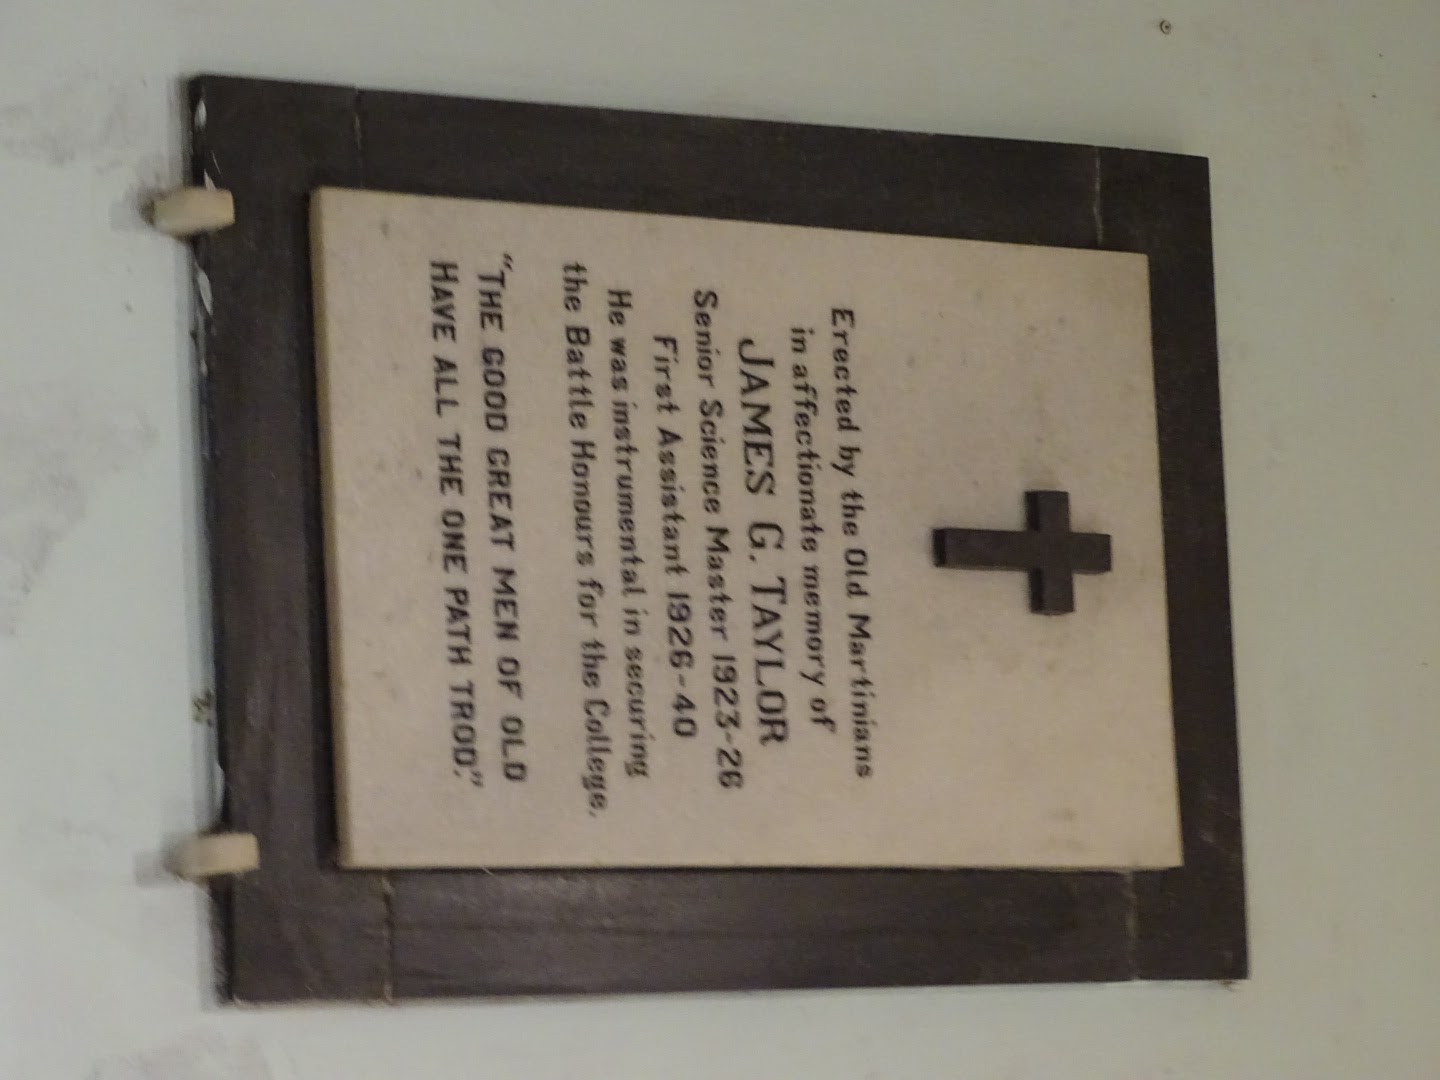 Erected by the Old Martinians
in affectionate memory of
JAMES G. TAYLOR
Senior Science Master 1923-26
First Assistant 1926-40
He was instrumental in securing
the Battle Honours for the College.
"THE GOOD GREAT MEN OF OLD
HAVE ALL THE ONE PATH TROD."